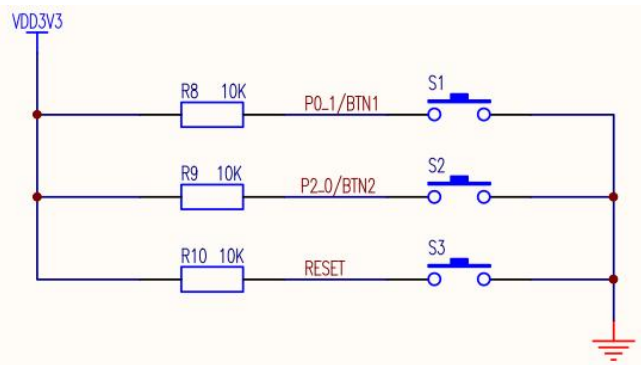 VDD3V3
R8 10K
P0_1/BTN1
S1
R9 10K
P2_0/BTN2
S2
R10 10K
RESET
S3